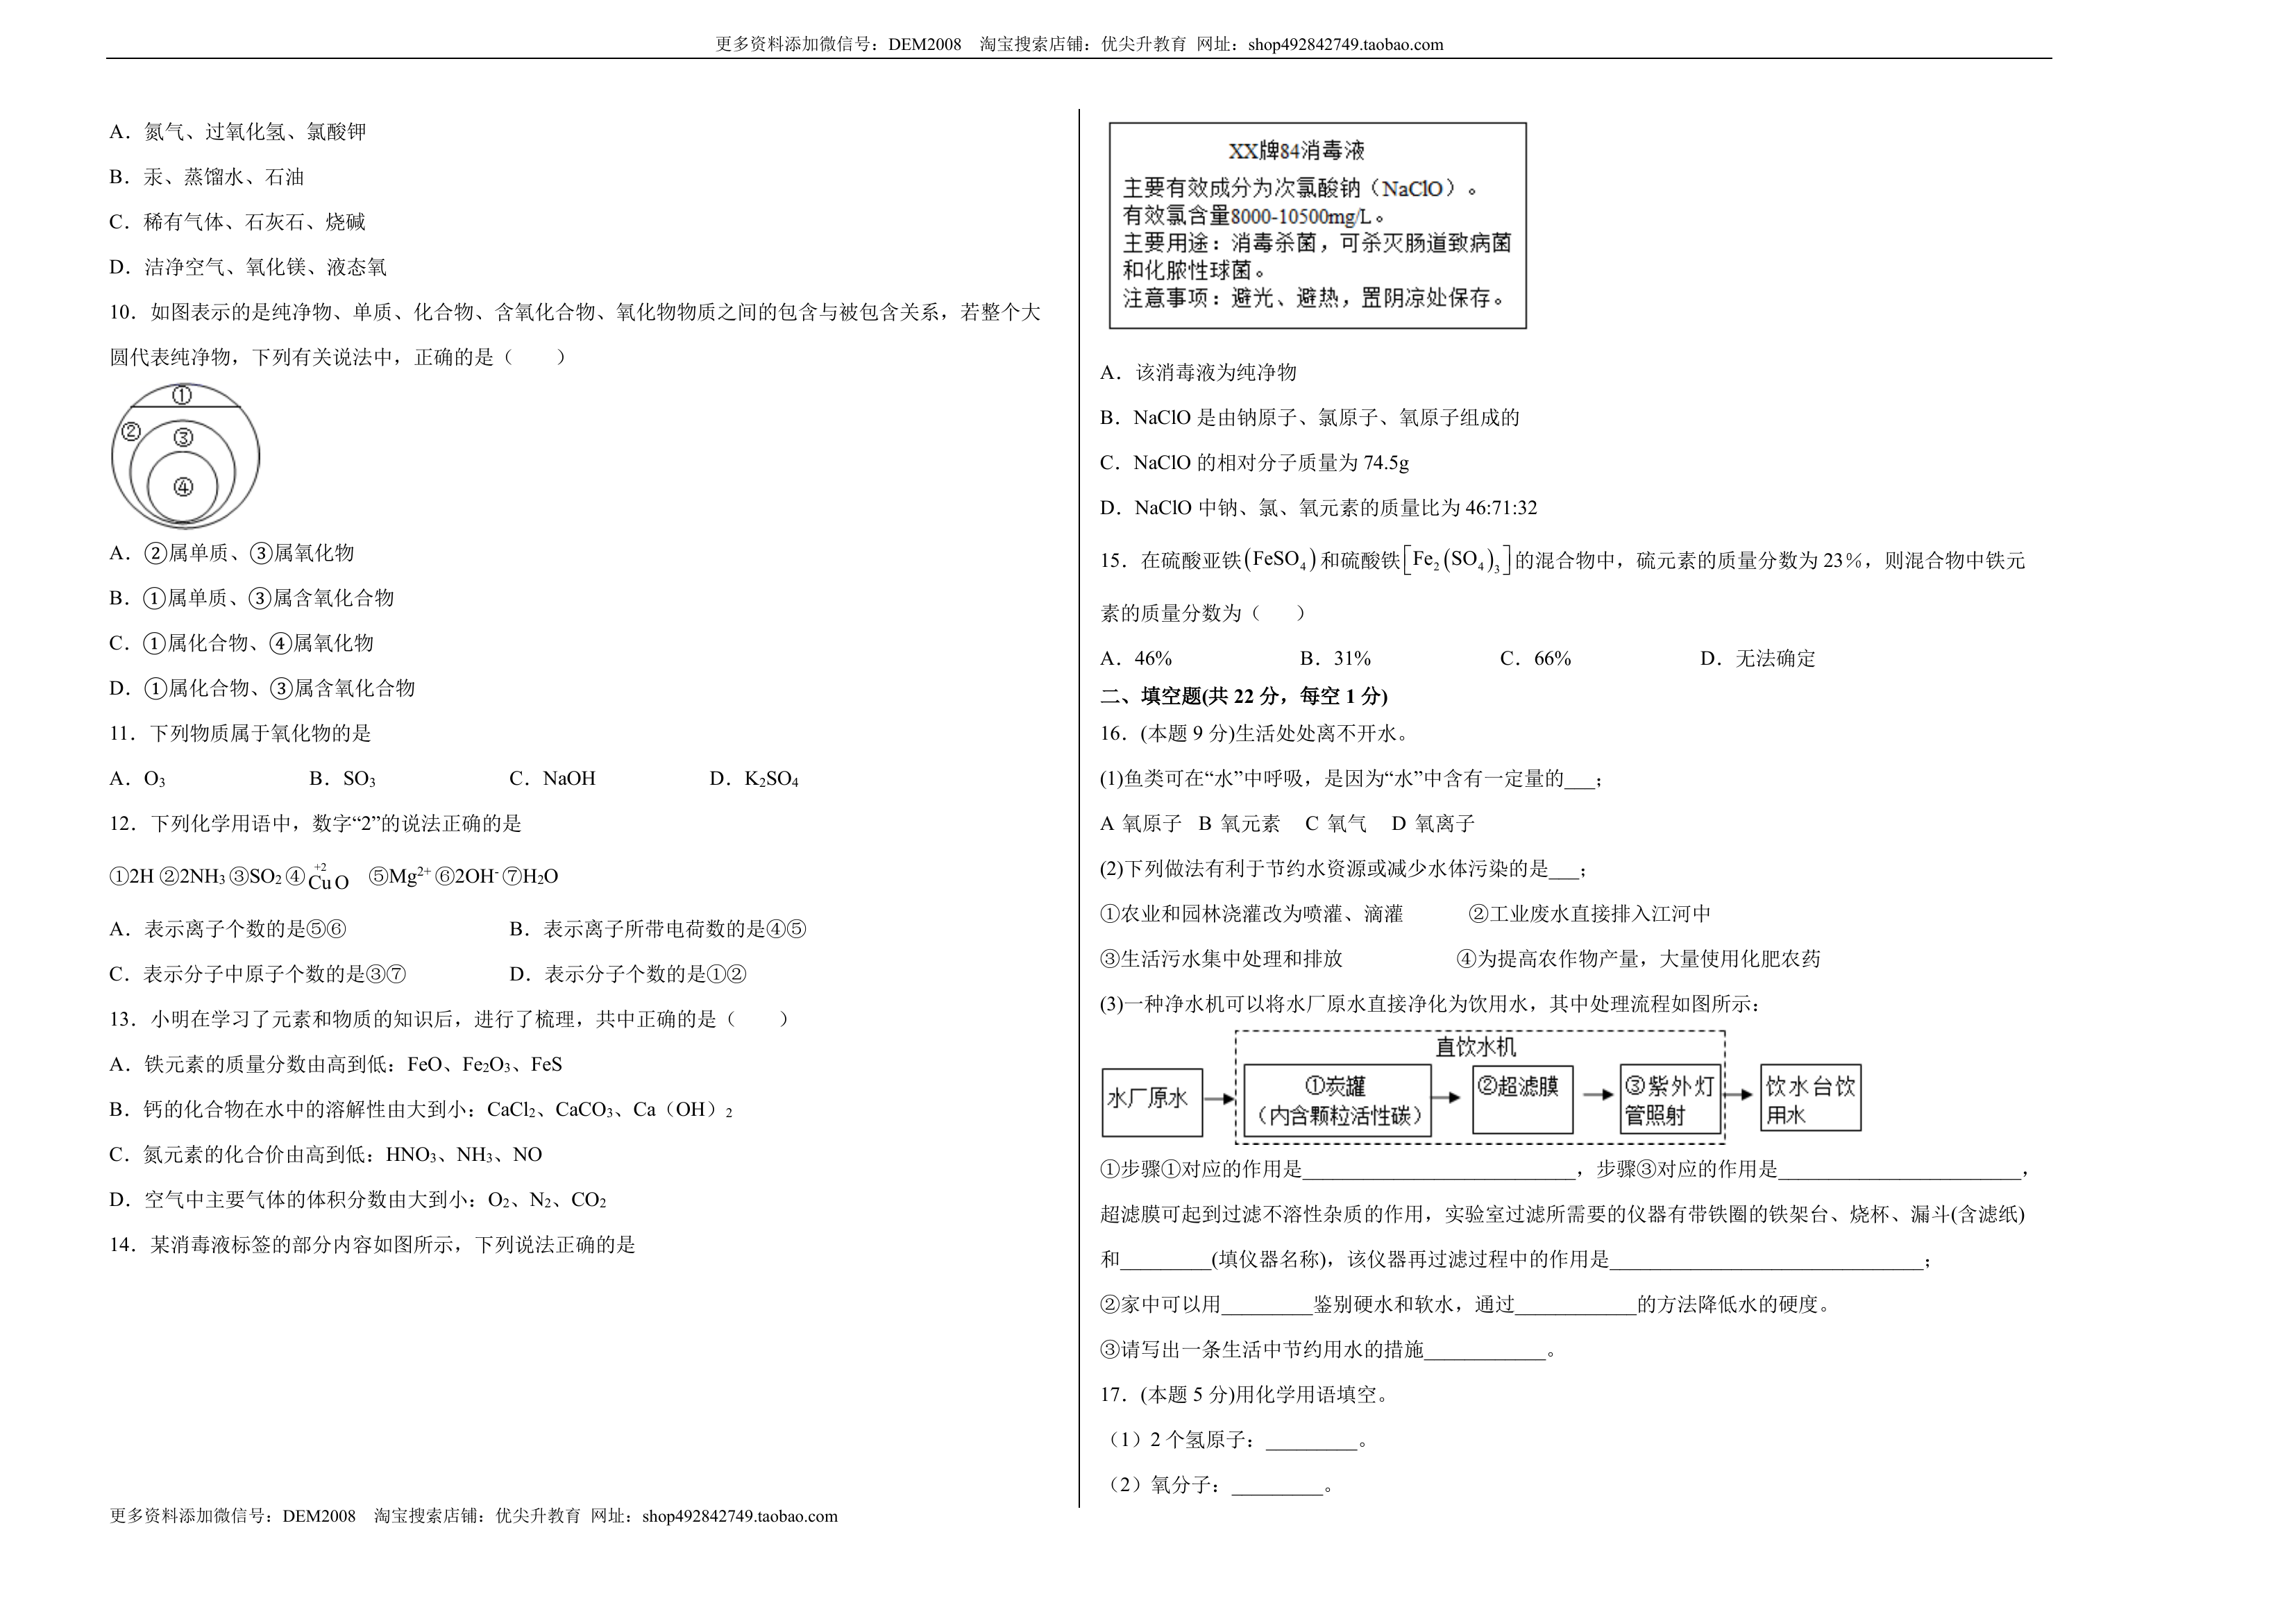 更多资料添加微信号：DEM2008 淘宝搜索店铺：优尖升教育 网址：shop492842749.taobao.com
A．氮气、过氧化氢、氯酸钾
B．汞、蒸馏水、石油
C．稀有气体、石灰石、烧碱
D．洁净空气、氧化镁、液态氧
10．如图表示的是纯净物、单质、化合物、含氧化合物、氧化物物质之间的包含与被包含关系，若整个大
圆代表纯净物，下列有关说法中，正确的是（　　）
①
②
③
④
A．②属单质、③属氧化物
B．①属单质、③属含氧化合物
C．①属化合物、④属氧化物
D．①属化合物、③属含氧化合物
11．下列物质属于氧化物的是
A．O₃ B．SO₃ C．NaOH D．K₂SO₄
12．下列化学用语中，数字“2”的说法正确的是
①2H ②2NH₃ ③SO₂ ④$\overset{+2}{Cu}$O ⑤Mg²⁺ ⑥2OH⁻ ⑦H₂O
A．表示离子个数的是⑤⑥ B．表示离子所带电荷数的是④⑤
C．表示分子中原子个数的是③⑦ D．表示分子个数的是①②
13．小明在学习了元素和物质的知识后，进行了梳理，共中正确的是（　　）
A．铁元素的质量分数由高到低：FeO、Fe₂O₃、FeS
B．钙的化合物在水中的溶解性由大到小：CaCl₂、CaCO₃、Ca（OH）₂
C．氮元素的化合价由高到低：HNO₃、NH₃、NO
D．空气中主要气体的体积分数由大到小：O₂、N₂、CO₂
14．某消毒液标签的部分内容如图所示，下列说法正确的是
XX牌84消毒液
主要有效成分为次氯酸钠（NaClO）。
有效氯含量8000-10500mg/L。
主要用途：消毒杀菌，可杀灭肠道致病菌
和化脓性球菌。
注意事项：避光、避热，置阴凉处保存。
A．该消毒液为纯净物
B．NaClO 是由钠原子、氯原子、氧原子组成的
C．NaClO 的相对分子质量为 74.5g
D．NaClO 中钠、氯、氧元素的质量比为 46:71:32
15．在硫酸亚铁(FeSO₄)和硫酸铁[Fe₂(SO₄)₃]的混合物中，硫元素的质量分数为 23％，则混合物中铁元
素的质量分数为（　　）
A．46% B．31% C．66% D．无法确定
二、填空题(共 22 分，每空 1 分)
16．(本题 9 分)生活处处离不开水。
(1)鱼类可在“水”中呼吸，是因为“水”中含有一定量的___；
A 氧原子 B 氧元素 C 氧气 D 氧离子
(2)下列做法有利于节约水资源或减少水体污染的是___；
①农业和园林浇灌改为喷灌、滴灌 ②工业废水直接排入江河中
③生活污水集中处理和排放 ④为提高农作物产量，大量使用化肥农药
(3)一种净水机可以将水厂原水直接净化为饮用水，其中处理流程如图所示：
直饮水机
水厂原水
①炭罐
（内含颗粒活性碳）
②超滤膜
③紫外灯
管照射
饮水台饮
用水
①步骤①对应的作用是___________________________，步骤③对应的作用是________________________，
超滤膜可起到过滤不溶性杂质的作用，实验室过滤所需要的仪器有带铁圈的铁架台、烧杯、漏斗(含滤纸)
和_________(填仪器名称)，该仪器再过滤过程中的作用是_______________________________；
②家中可以用_________鉴别硬水和软水，通过____________的方法降低水的硬度。
③请写出一条生活中节约用水的措施____________。
17．(本题 5 分)用化学用语填空。
（1）2 个氢原子：_________。
（2）氧分子：_________。
更多资料添加微信号：DEM2008 淘宝搜索店铺：优尖升教育 网址：shop492842749.taobao.com